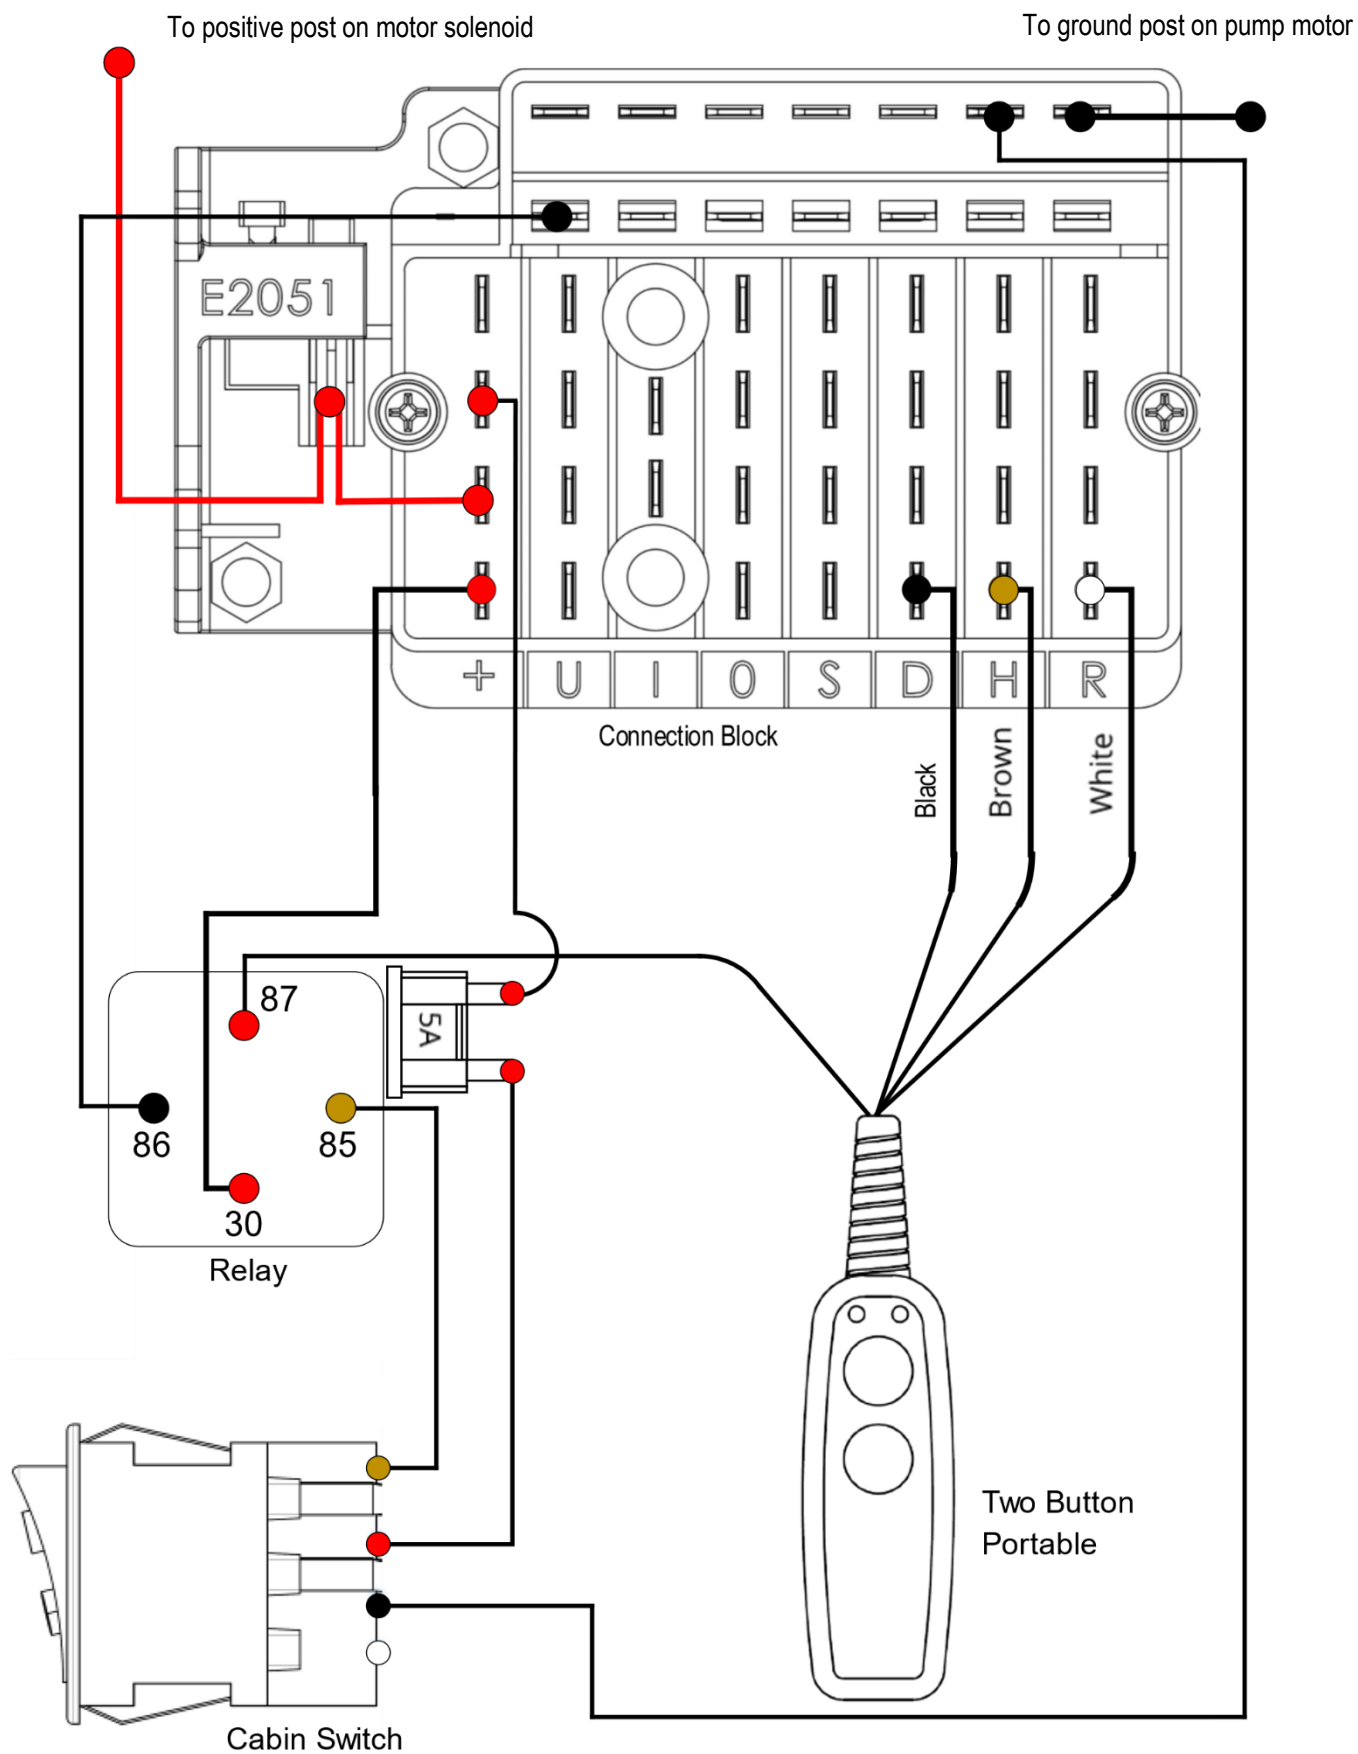 To positive post on motor solenoid
To ground post on pump motor
E2051
+ U I 0 S D H R
Connection Block
Black
Brown
White
87
5A
86
85
30
Relay
Two Button
Portable
Cabin Switch